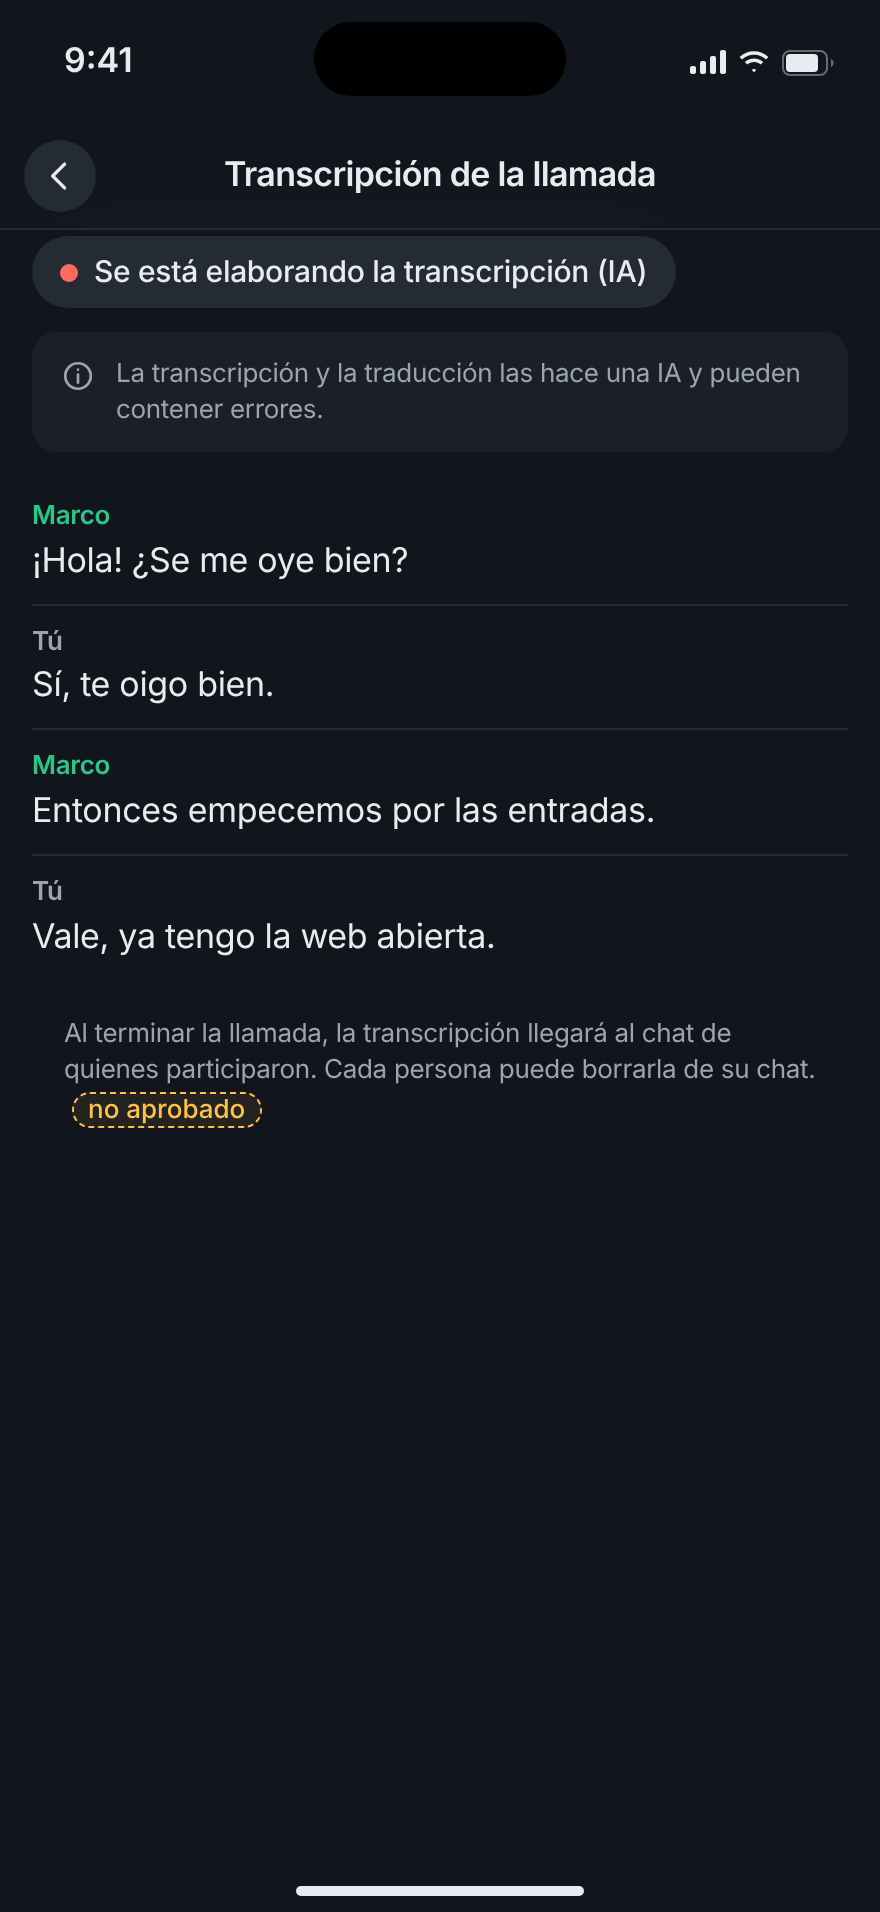 9:41
Transcripción de la llamada
Se está elaborando la transcripción (IA)
La transcripción y la traducción las hace una IA y pueden
contener errores.
Marco
¡Hola! ¿Se me oye bien?
Tú
Sí, te oigo bien.
Marco
Entonces empecemos por las entradas.
Tú
Vale, ya tengo la web abierta.
Al terminar la llamada, la transcripción llegará al chat de
quienes participaron. Cada persona puede borrarla de su chat.
no aprobado